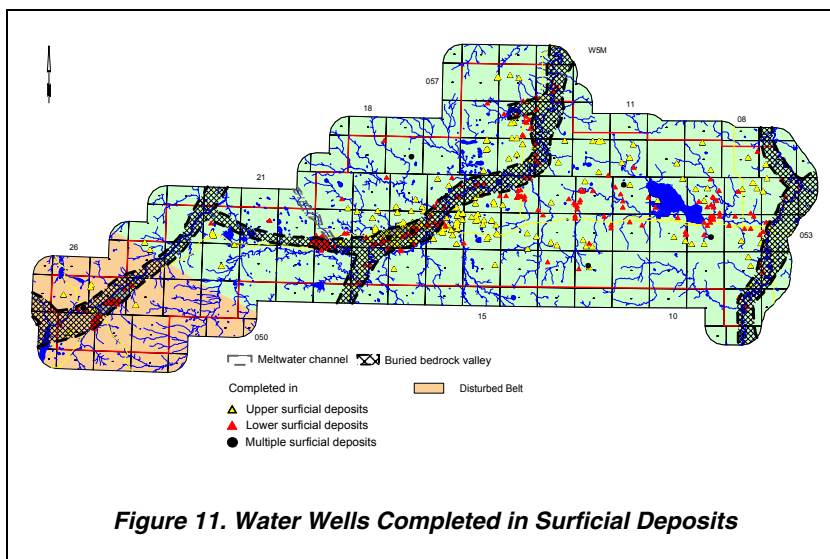 W5M
057
18
11
08
21
053
26
15
10
050
Meltwater channel
Buried bedrock valley
Completed in
Disturbed Belt
Upper surficial deposits
Lower surficial deposits
Multiple surficial deposits
Figure 11. Water Wells Completed in Surficial Deposits